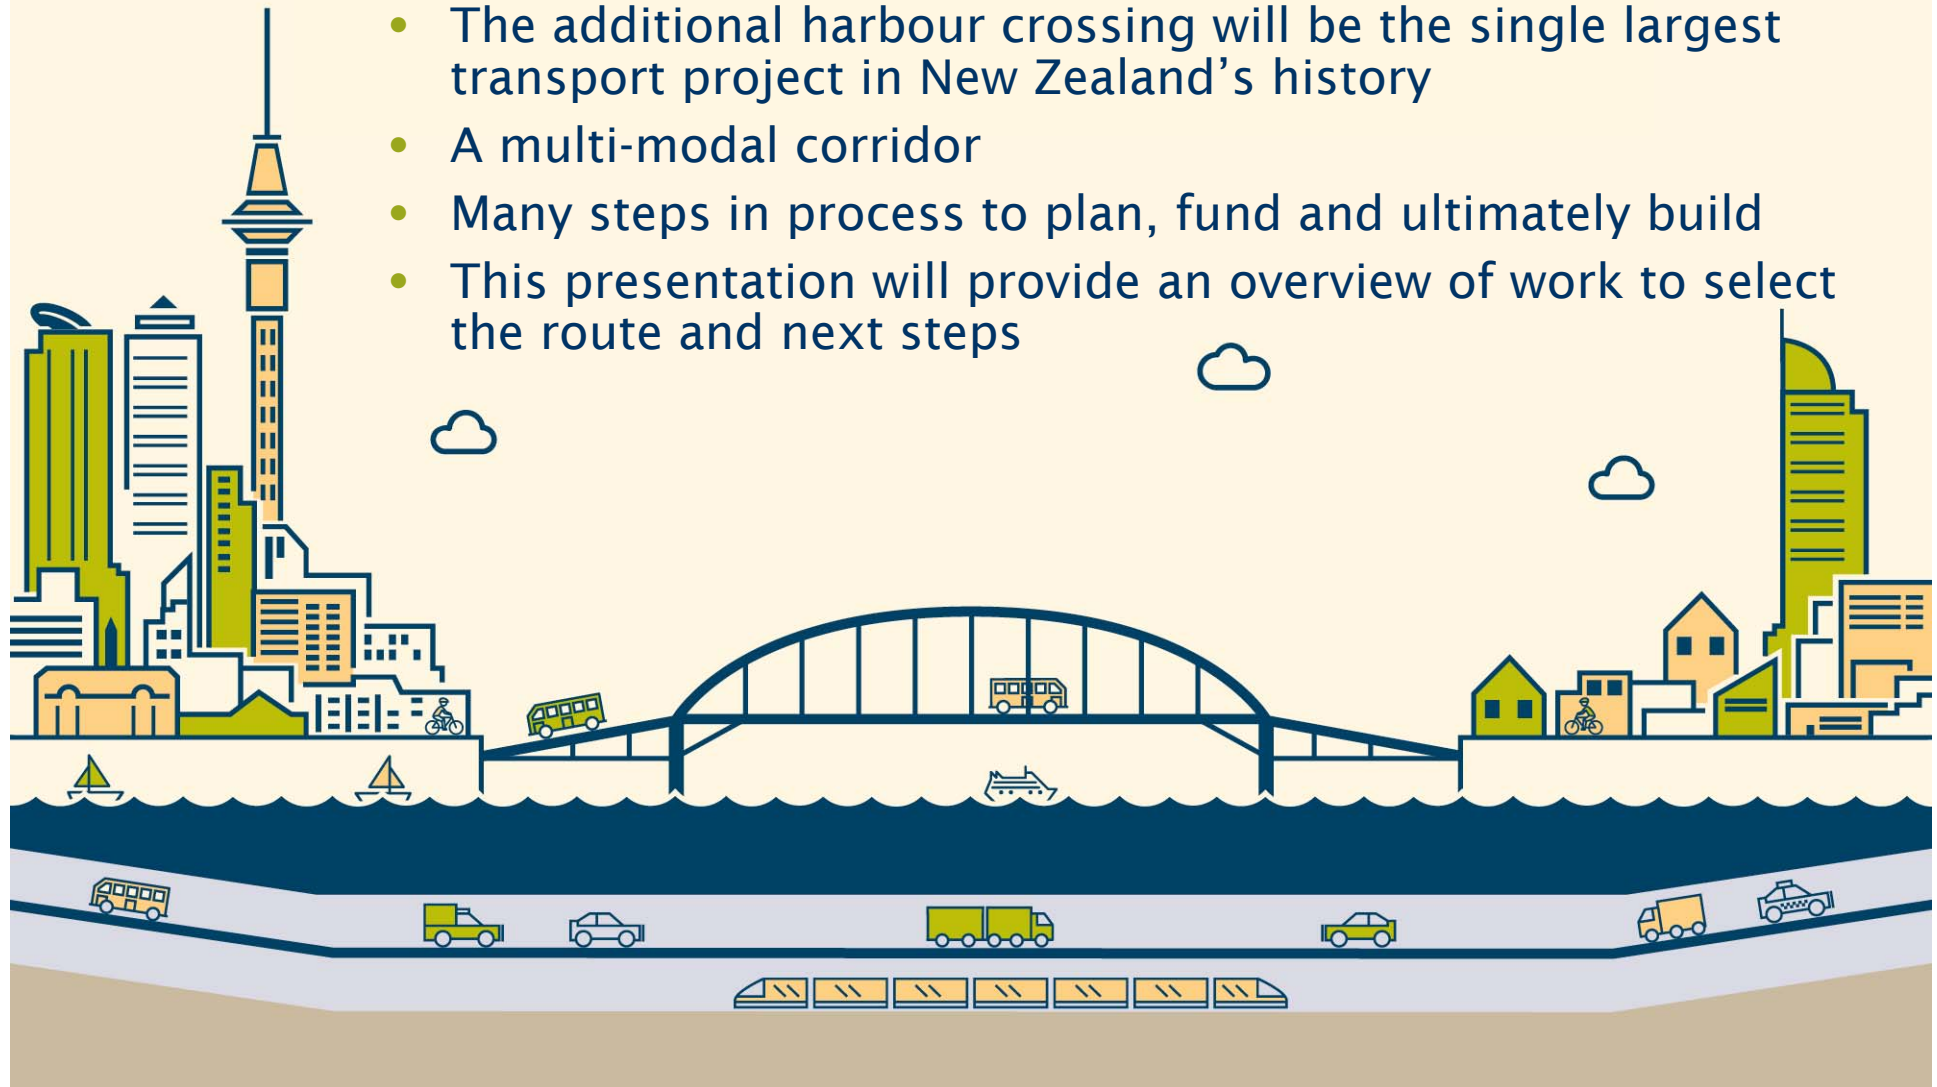 • The additional harbour crossing will be the single largest
transport project in New Zealand’s history
• A multi-modal corridor
• Many steps in process to plan, fund and ultimately build
• This presentation will provide an overview of work to select
the route and next steps